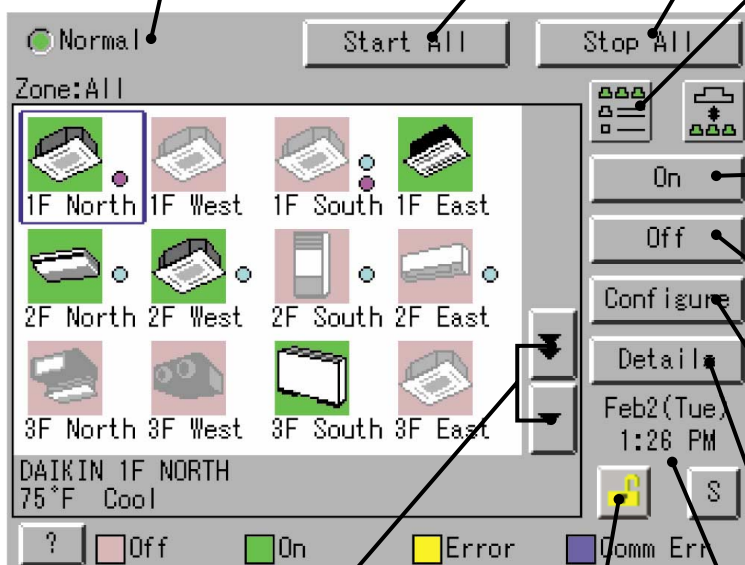 Normal
Start All
Stop All
Zone:All
1F North 1F West 1F South 1F East
On
Off
2F North 2F West 2F South 2F East
Configure
Details
3F North 3F West 3F South 3F East
Feb2(Tue)
1:26 PM
DAIKIN 1F NORTH
75°F Cool
S
? Off On Error Comm Err